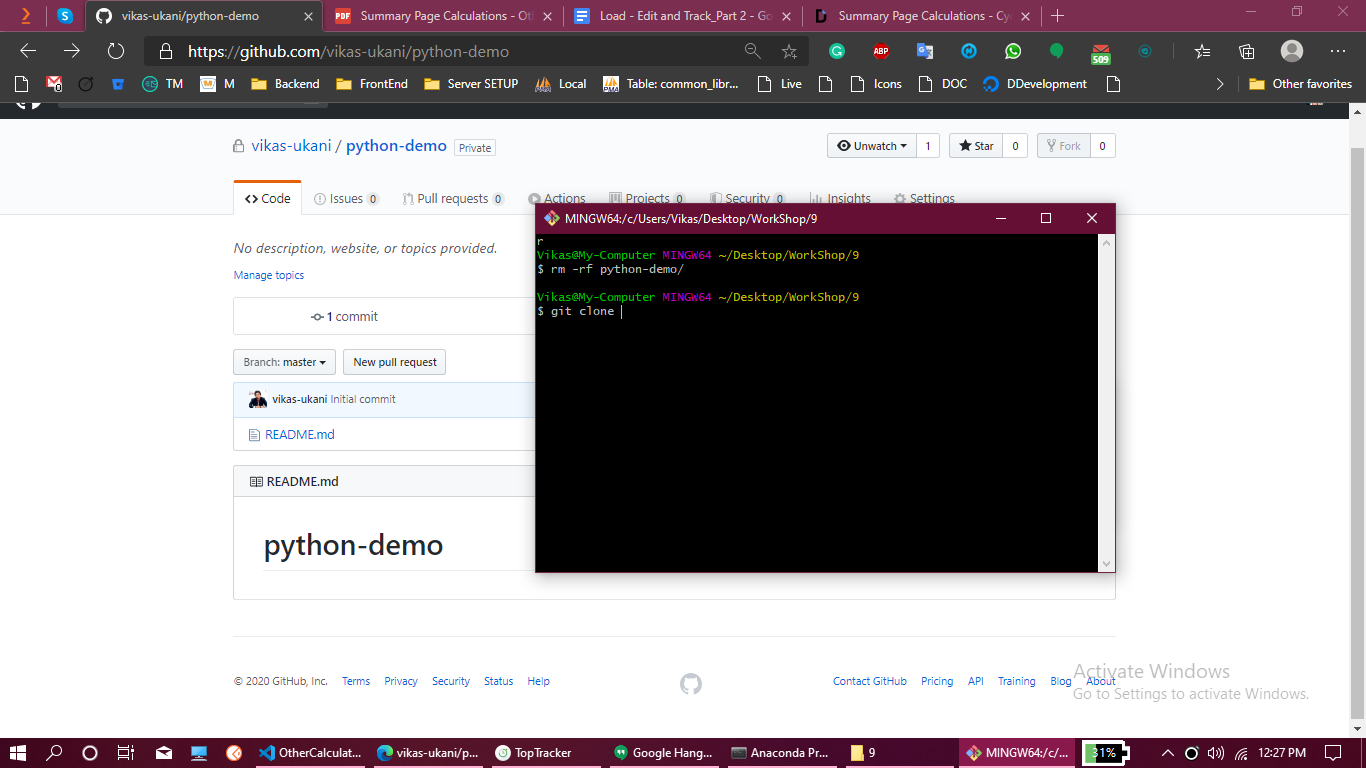 vikas-ukani/python-demo
PDF Summary Page Calculations - Ot
Load - Edit and Track_Part 2 - Go
Summary Page Calculations - Cy
https://github.com/vikas-ukani/python-demo
ABP
509
TM
M
Backend
FrontEnd
Server SETUP
Local
Table: common_libr...
Live
Icons
DOC
DDevelopment
Other favorites
vikas-ukani / python-demo Private
Unwatch 1
Star 0
Fork 0
Code
Issues 0
Pull requests 0
Actions
Projects 0
Security 0
Insights
Settings
No description, website, or topics provided.
Manage topics
1 commit
Branch: master
New pull request
vikas-ukani Initial commit
README.md
README.md
python-demo
MINGW64:/c/Users/Vikas/Desktop/WorkShop/9
r
Vikas@My-Computer MINGW64 ~/Desktop/WorkShop/9
$ rm -rf python-demo/
Vikas@My-Computer MINGW64 ~/Desktop/WorkShop/9
$ git clone
© 2020 GitHub, Inc. Terms Privacy Security Status Help
Contact GitHub Pricing API Training Blog About
Activate Windows
Go to Settings to activate Windows.
OtherCalculat...
vikas-ukani/p...
TopTracker
Google Hang...
Anaconda Pr...
9
MINGW64:/c/...
31%
12:27 PM